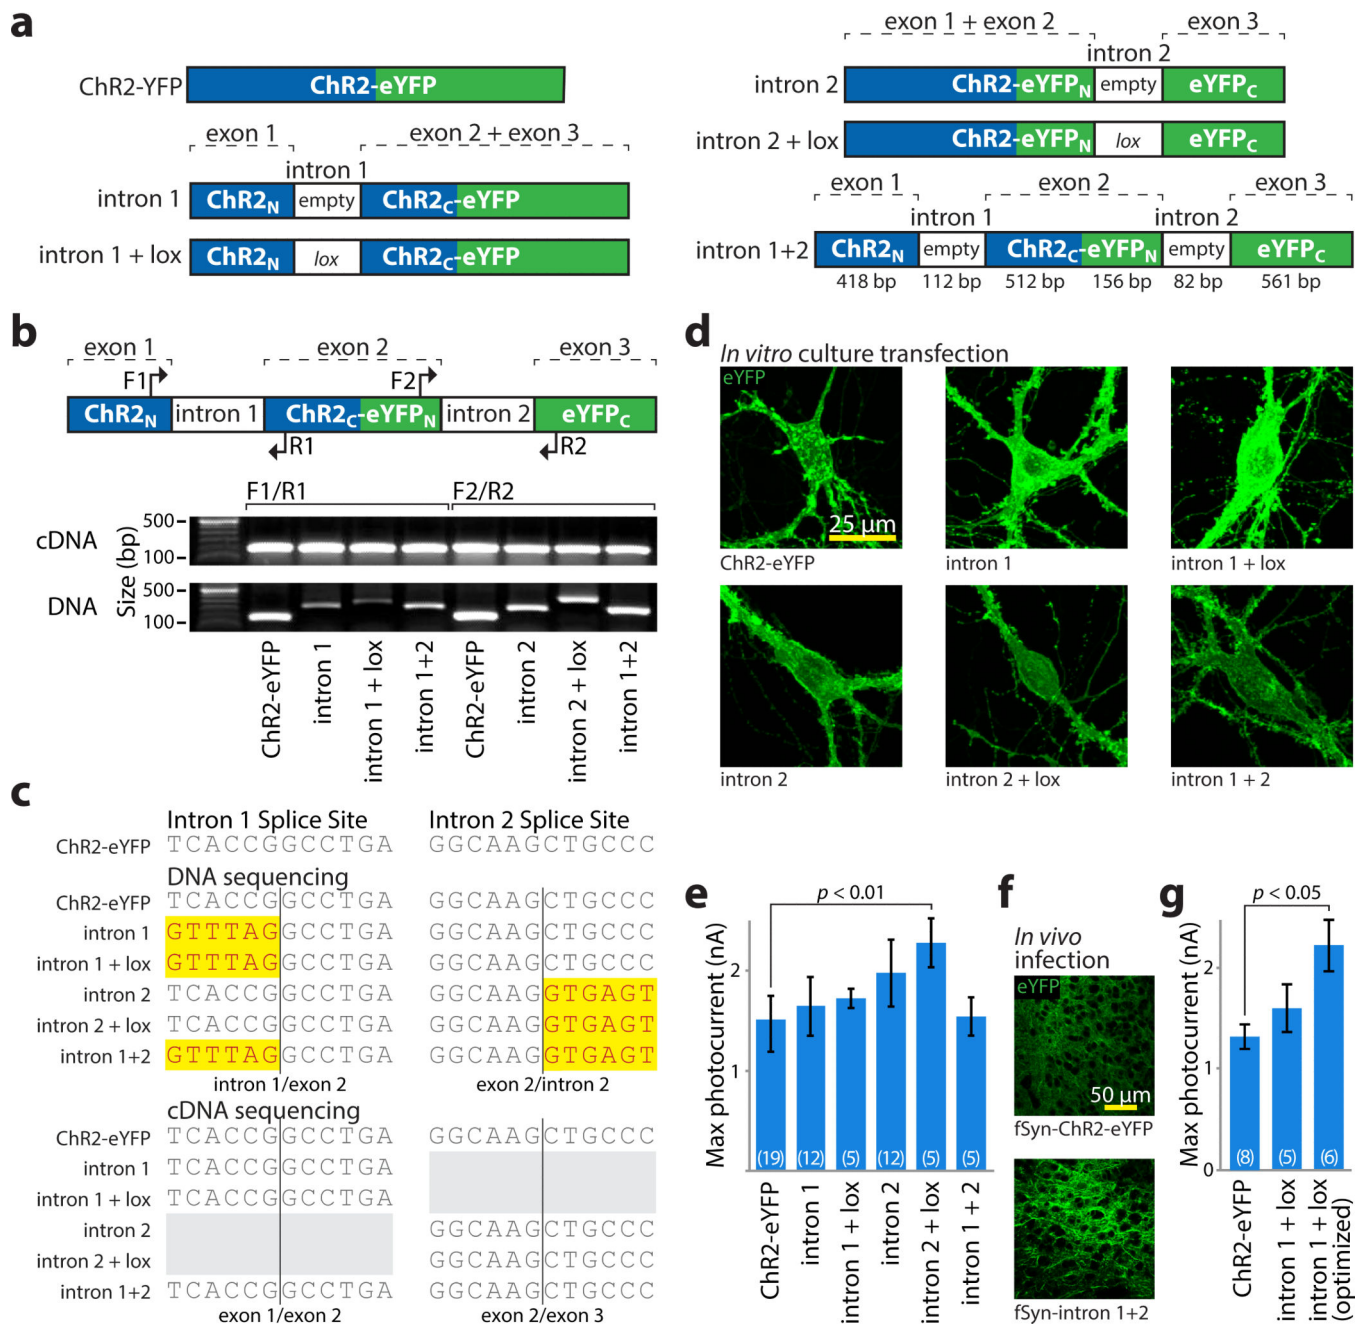 a
ChR2-YFP
ChR2-eYFP
exon 1
exon 2 + exon 3
intron 1
intron 1
ChR2N
empty
ChR2C-eYFP
intron 1 + lox
ChR2N
lox
ChR2C-eYFP
exon 1 + exon 2
exon 3
intron 2
intron 2
ChR2-eYFPN
empty
eYFPC
intron 2 + lox
ChR2-eYFPN
lox
eYFPC
exon 1
exon 2
exon 3
intron 1
intron 2
intron 1+2
ChR2N
empty
ChR2C-eYFPN
empty
eYFPC
418 bp
112 bp
512 bp
156 bp
82 bp
561 bp
b
exon 1
exon 2
exon 3
F1
F2
ChR2N
intron 1
ChR2C-eYFPN
intron 2
eYFPC
R1
R2
F1/R1
F2/R2
cDNA
DNA
Size (bp)
500
100
500
100
ChR2-eYFP
intron 1
intron 1 + lox
intron 1+2
ChR2-eYFP
intron 2
intron 2 + lox
intron 1+2
c
Intron 1 Splice Site
Intron 2 Splice Site
ChR2-eYFP TCACCGGCCTGA GGCAAGCTGCCC
DNA sequencing
ChR2-eYFP TCACCGGCCTGA GGCAAGCTGCCC
intron 1 GTTTAGGCCTGA GGCAAGCTGCCC
intron 1 + lox GTTTAGGCCTGA GGCAAGCTGCCC
intron 2 TCACCGGCCTGA GGCAAGGTGAGT
intron 2 + lox TCACCGGCCTGA GGCAAGGTGAGT
intron 1+2 GTTTAGGCCTGA GGCAAGGTGAGT
intron 1/exon 2
exon 2/intron 2
cDNA sequencing
ChR2-eYFP TCACCGGCCTGA GGCAAGCTGCCC
intron 1 TCACCGGCCTGA
intron 1 + lox TCACCGGCCTGA
intron 2 GGCAAGCTGCCC
intron 2 + lox GGCAAGCTGCCC
intron 1+2 TCACCGGCCTGA GGCAAGCTGCCC
exon 1/exon 2
exon 2/exon 3
d
In vitro culture transfection
eYFP
25 µm
ChR2-eYFP
intron 1
intron 1 + lox
intron 2
intron 2 + lox
intron 1 + 2
e
p < 0.01
Max photocurrent (nA)
2
1
(19)
(12)
(5)
(12)
(5)
(5)
ChR2-eYFP
intron 1
intron 1 + lox
intron 2
intron 2 + lox
intron 1 + 2
f
In vivo
infection
eYFP
50 µm
fSyn-ChR2-eYFP
fSyn-intron 1+2
g
p < 0.05
Max photocurrent (nA)
2
1
0
(8)
(5)
(6)
ChR2-eYFP
intron 1 + lox
intron 1 + lox
(optimized)